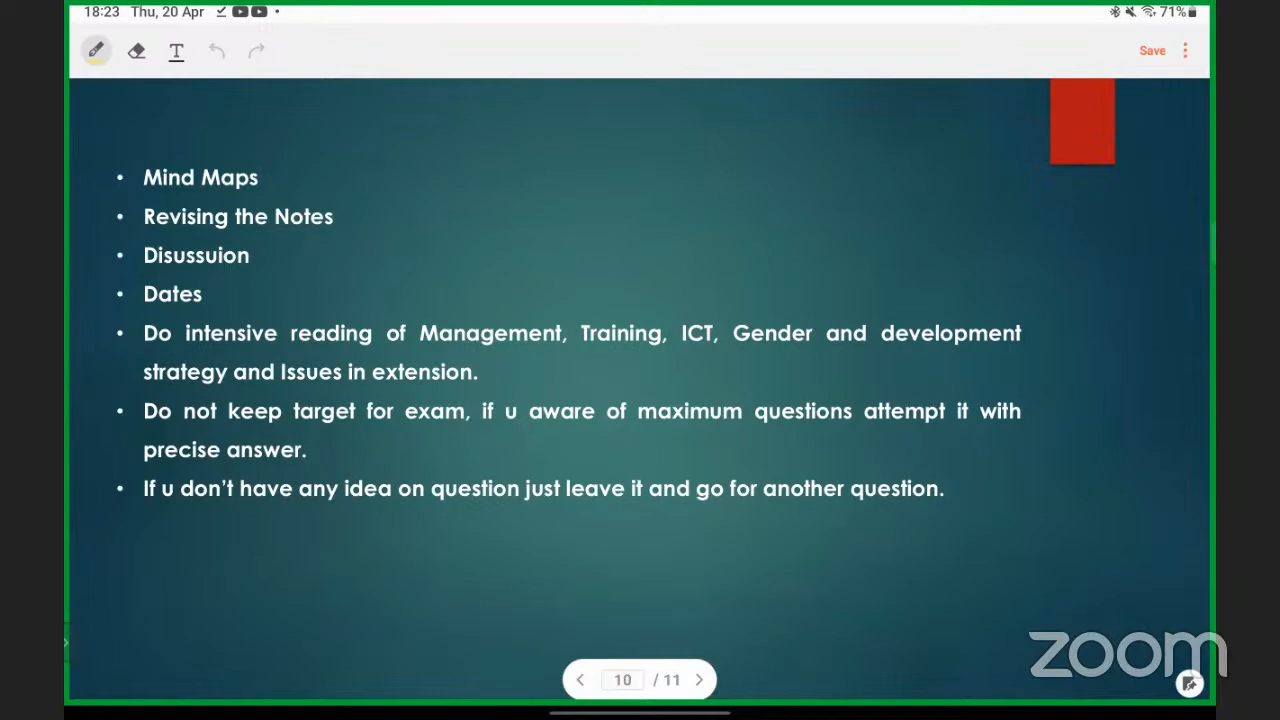 18:23 Thu, 20 Apr
71%
T
Save
• Mind Maps
• Revising the Notes
• Disussuion
• Dates
• Do intensive reading of Management, Training, ICT, Gender and development
strategy and Issues in extension.
• Do not keep target for exam, if u aware of maximum questions attempt it with
precise answer.
• If u don't have any idea on question just leave it and go for another question.
zoom
10 / 11